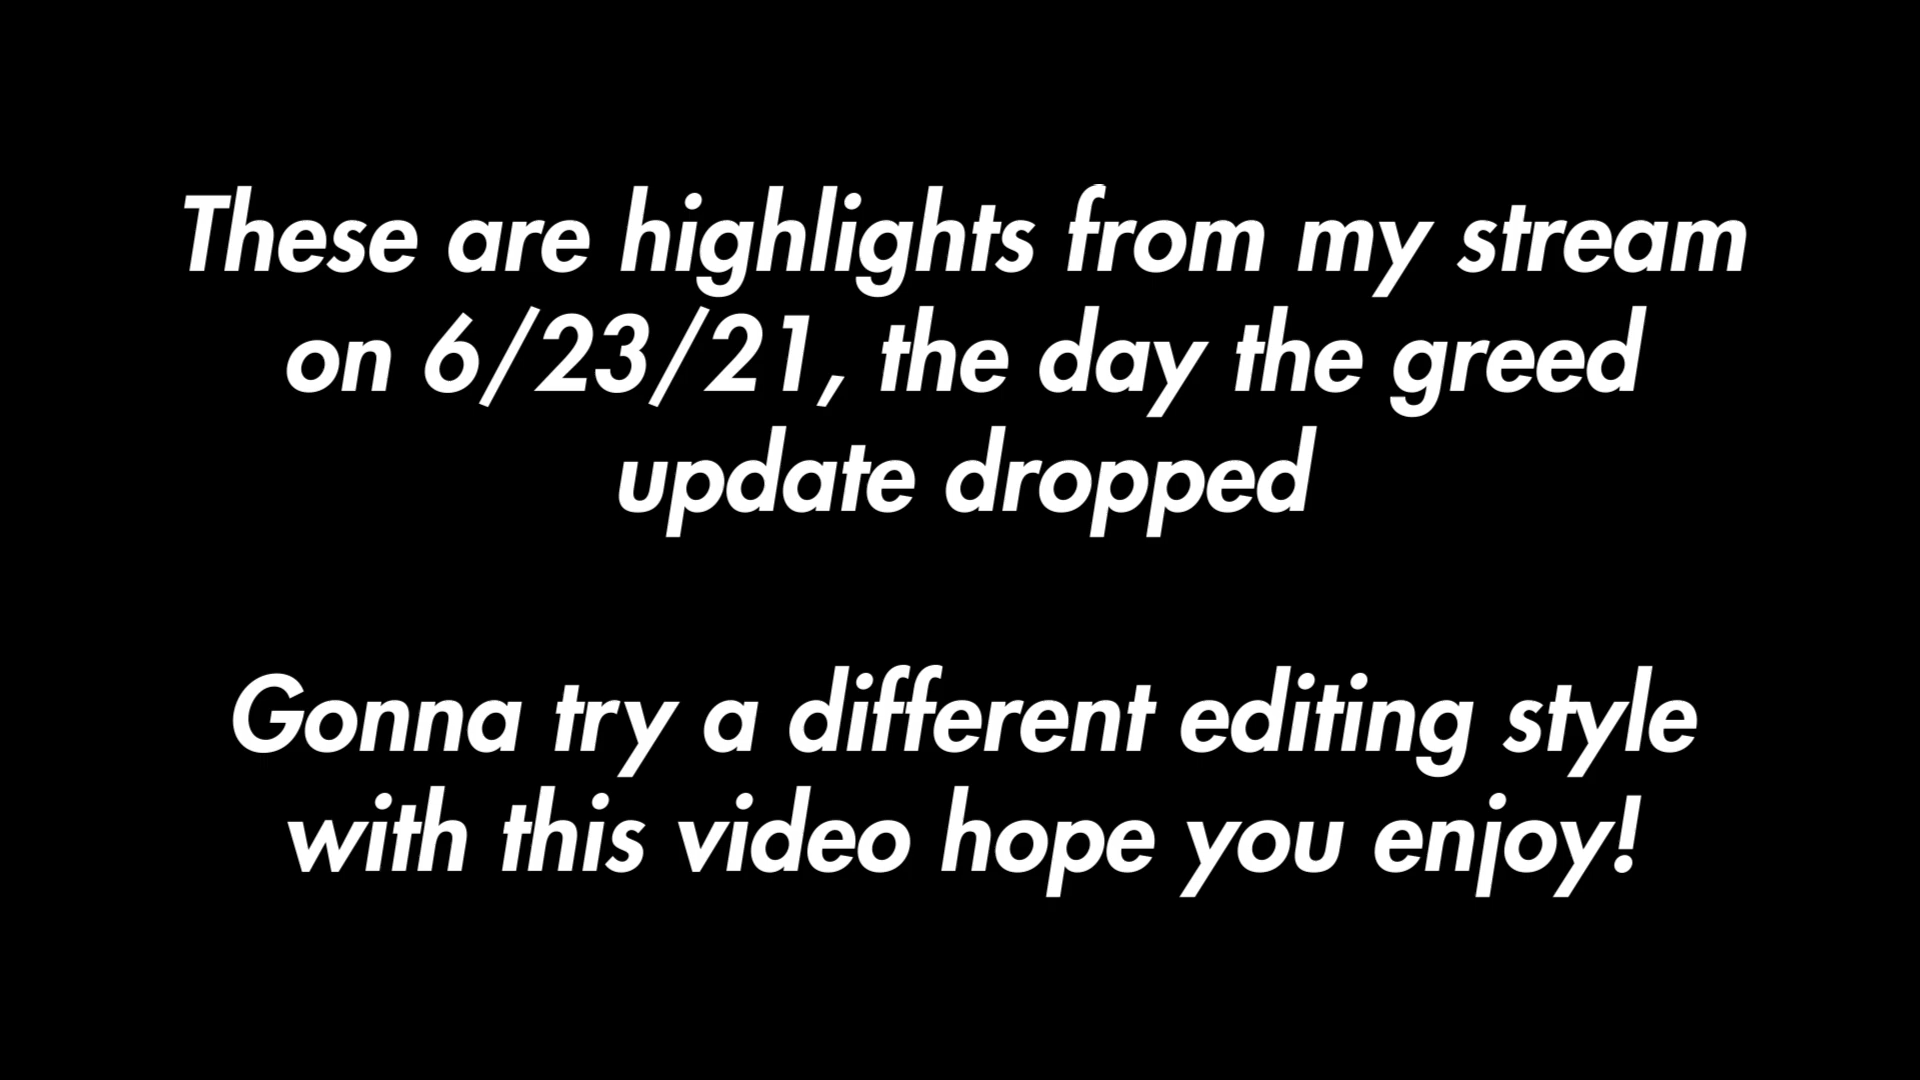 These are highlights from my stream
on 6/23/21, the day the greed
update dropped
Gonna try a different editing style
with this video hope you enjoy!